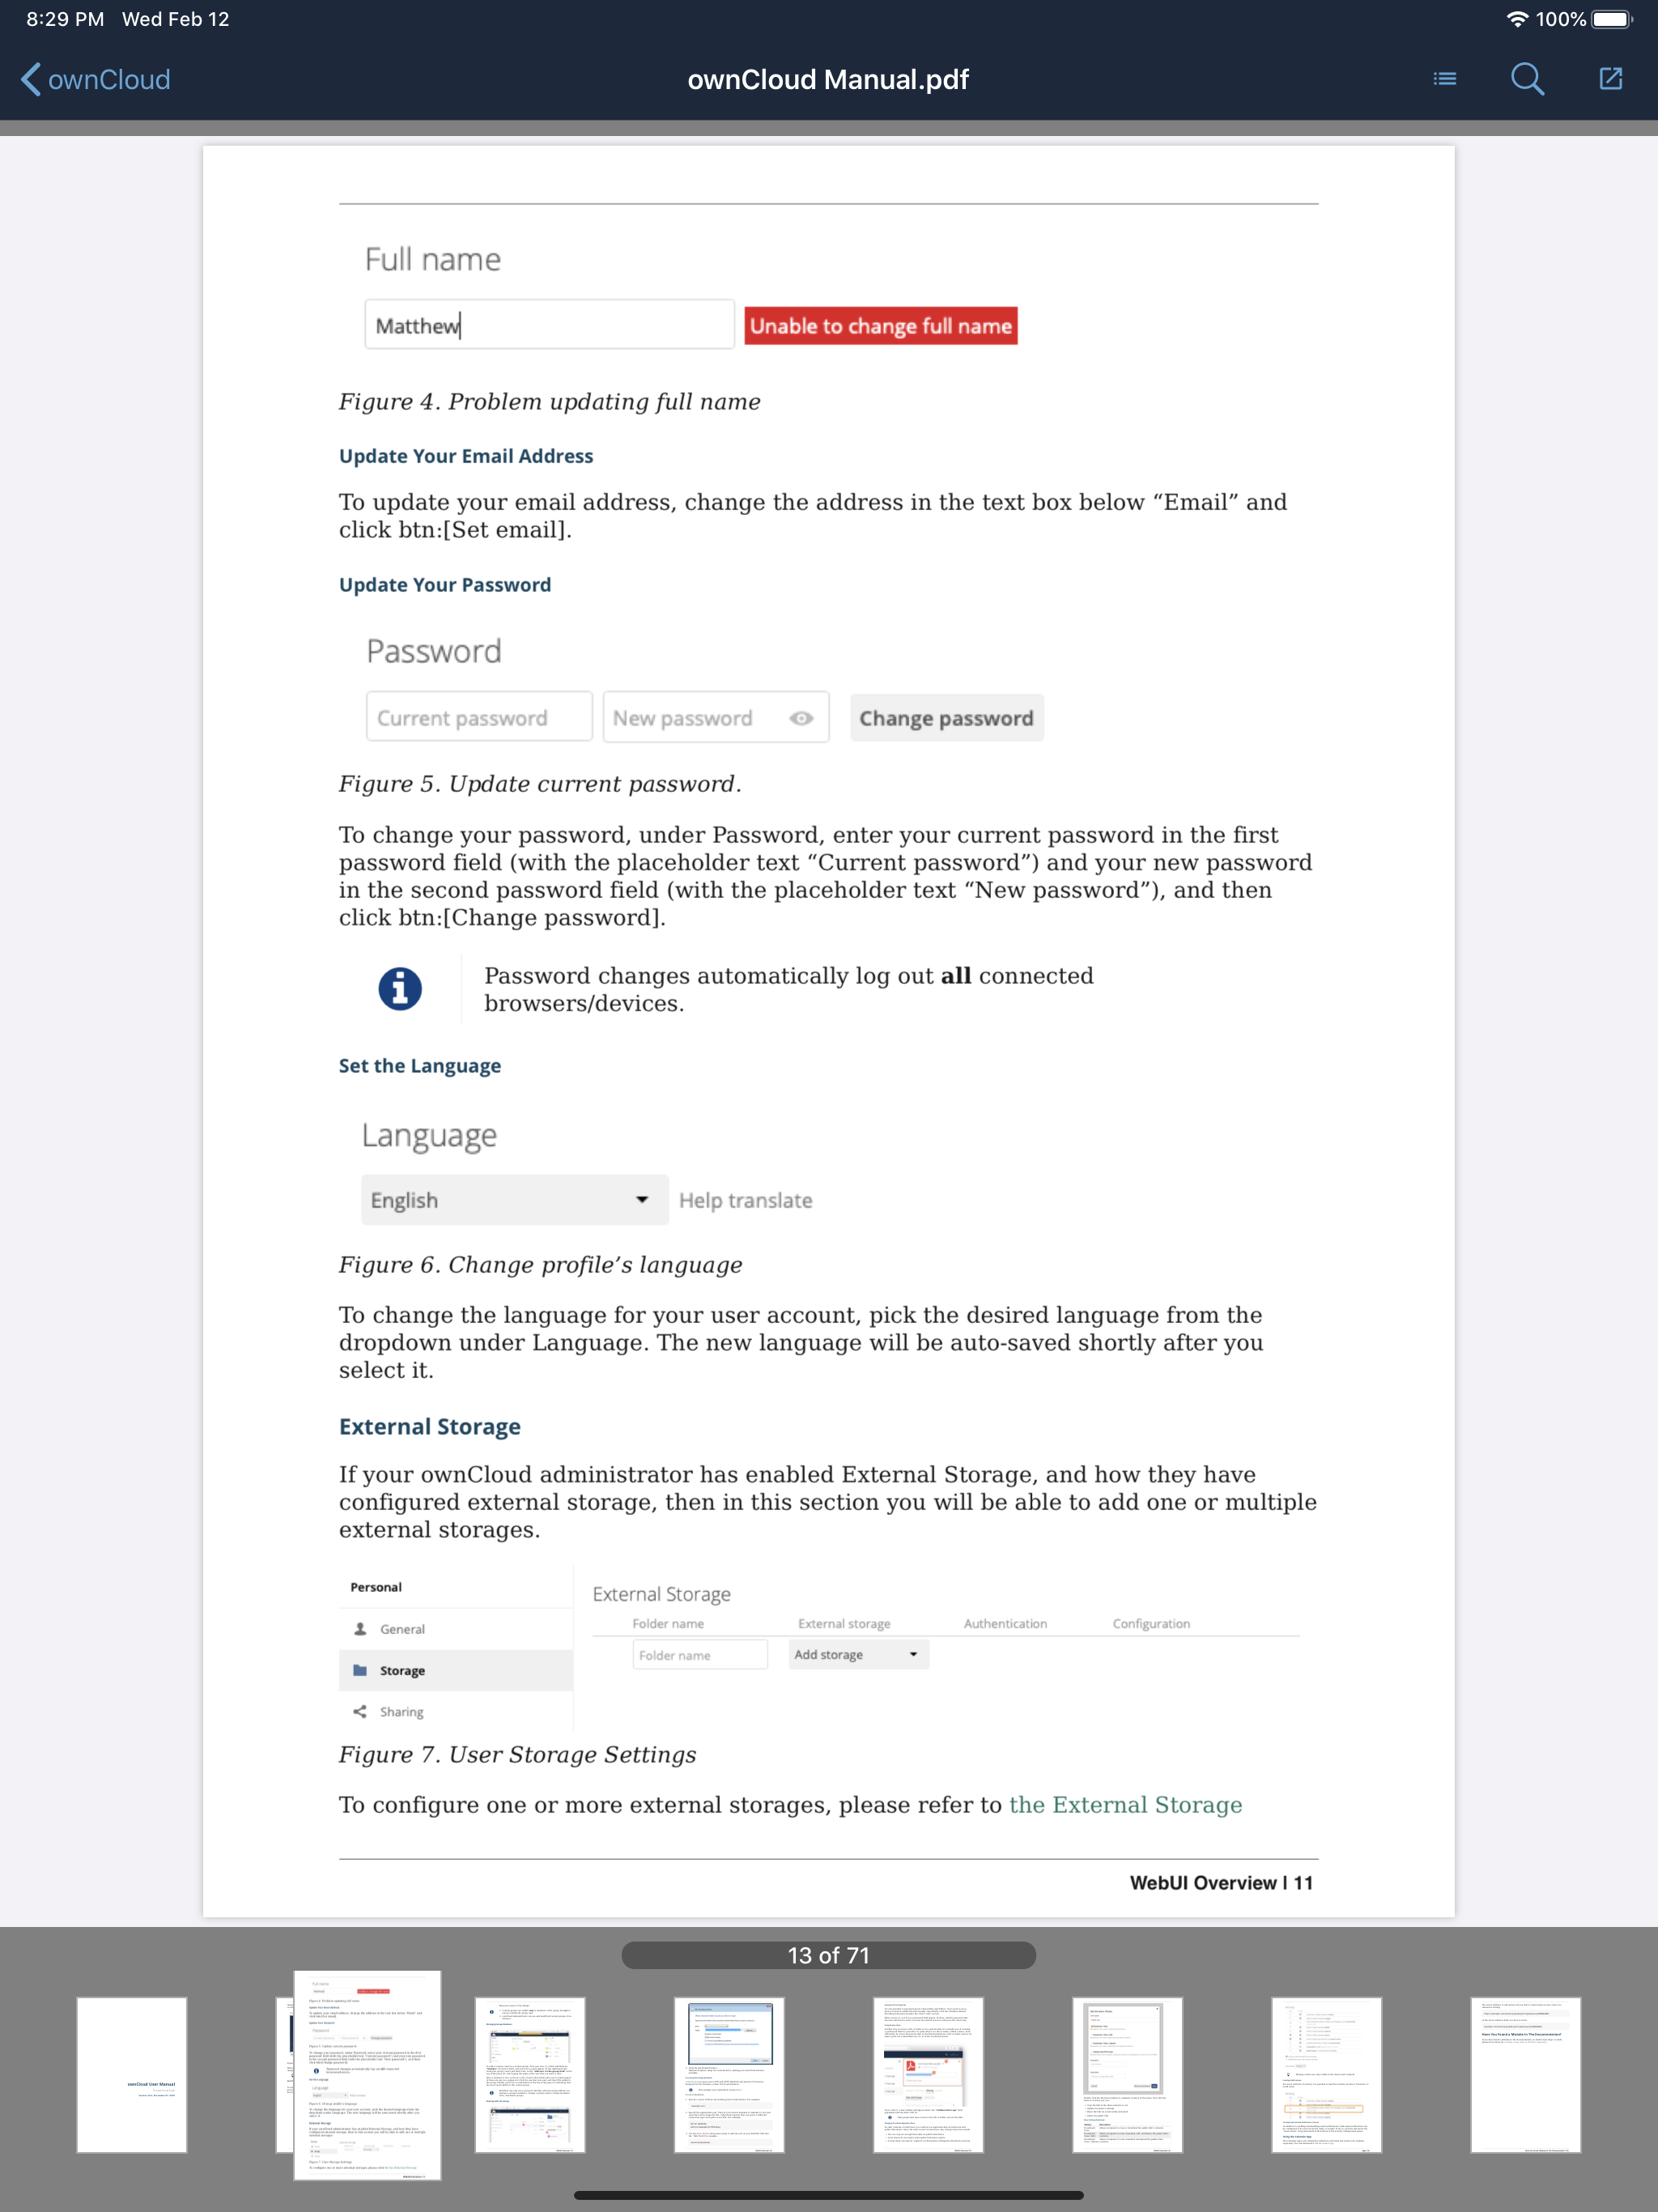 8:29 PM Wed Feb 12
100%
ownCloud
ownCloud Manual.pdf
Full name
Matthew
Unable to change full name
Figure 4. Problem updating full name
Update Your Email Address
To update your email address, change the address in the text box below “Email” and
click btn:[Set email].
Update Your Password
Password
Current password
New password
Change password
Figure 5. Update current password.
To change your password, under Password, enter your current password in the first
password field (with the placeholder text “Current password”) and your new password
in the second password field (with the placeholder text “New password”), and then
click btn:[Change password].
Password changes automatically log out all connected
browsers/devices.
Set the Language
Language
English
Help translate
Figure 6. Change profile’s language
To change the language for your user account, pick the desired language from the
dropdown under Language. The new language will be auto-saved shortly after you
select it.
External Storage
If your ownCloud administrator has enabled External Storage, and how they have
configured external storage, then in this section you will be able to add one or multiple
external storages.
Personal
General
Storage
Sharing
External Storage
Folder name
External storage
Authentication
Configuration
Folder name
Add storage
Figure 7. User Storage Settings
To configure one or more external storages, please refer to the External Storage
WebUI Overview | 11
13 of 71
ownCloud User Manual